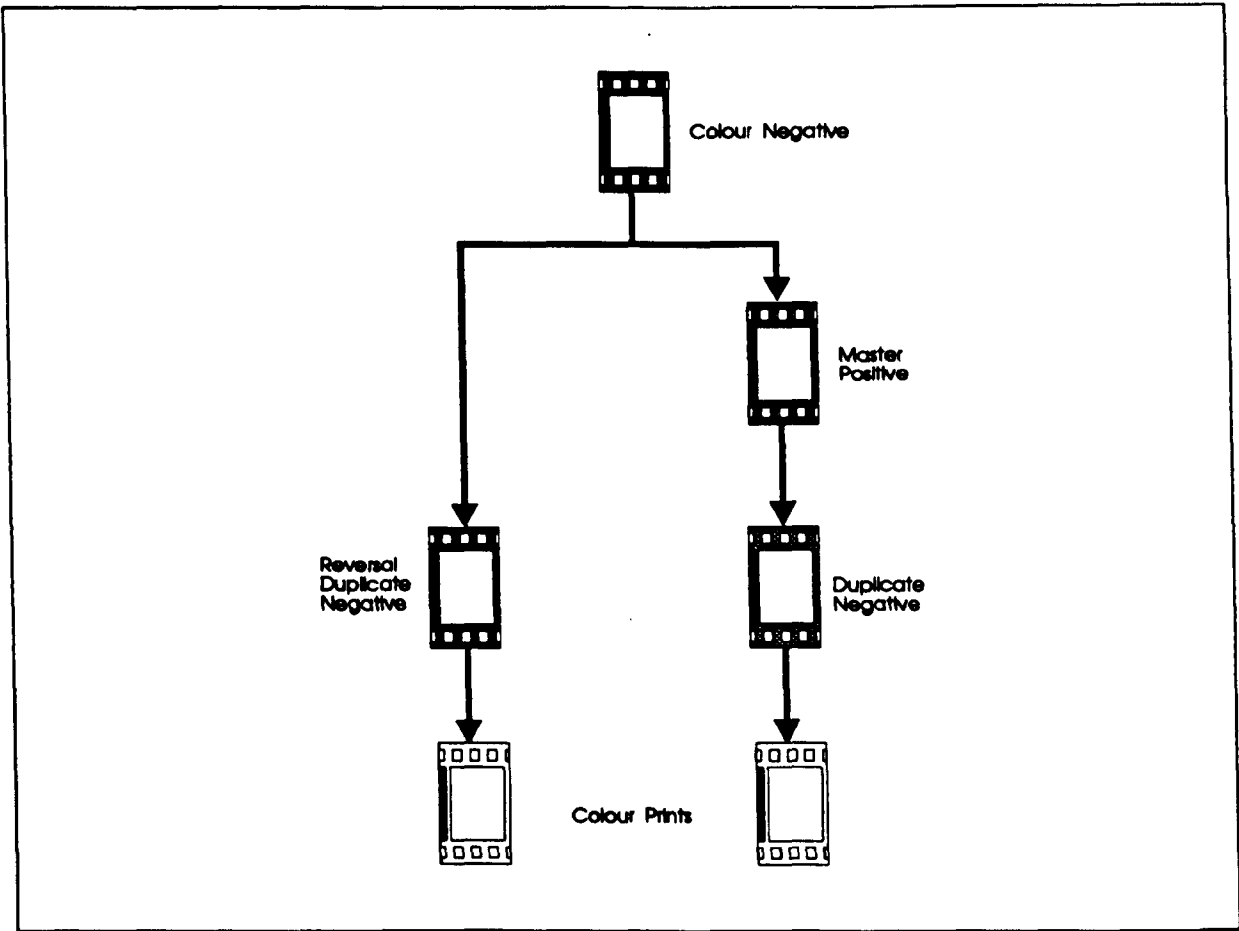 Colour Negative
Master
Positive
Reversal
Duplicate
Negative
Duplicate
Negative
Colour Prints